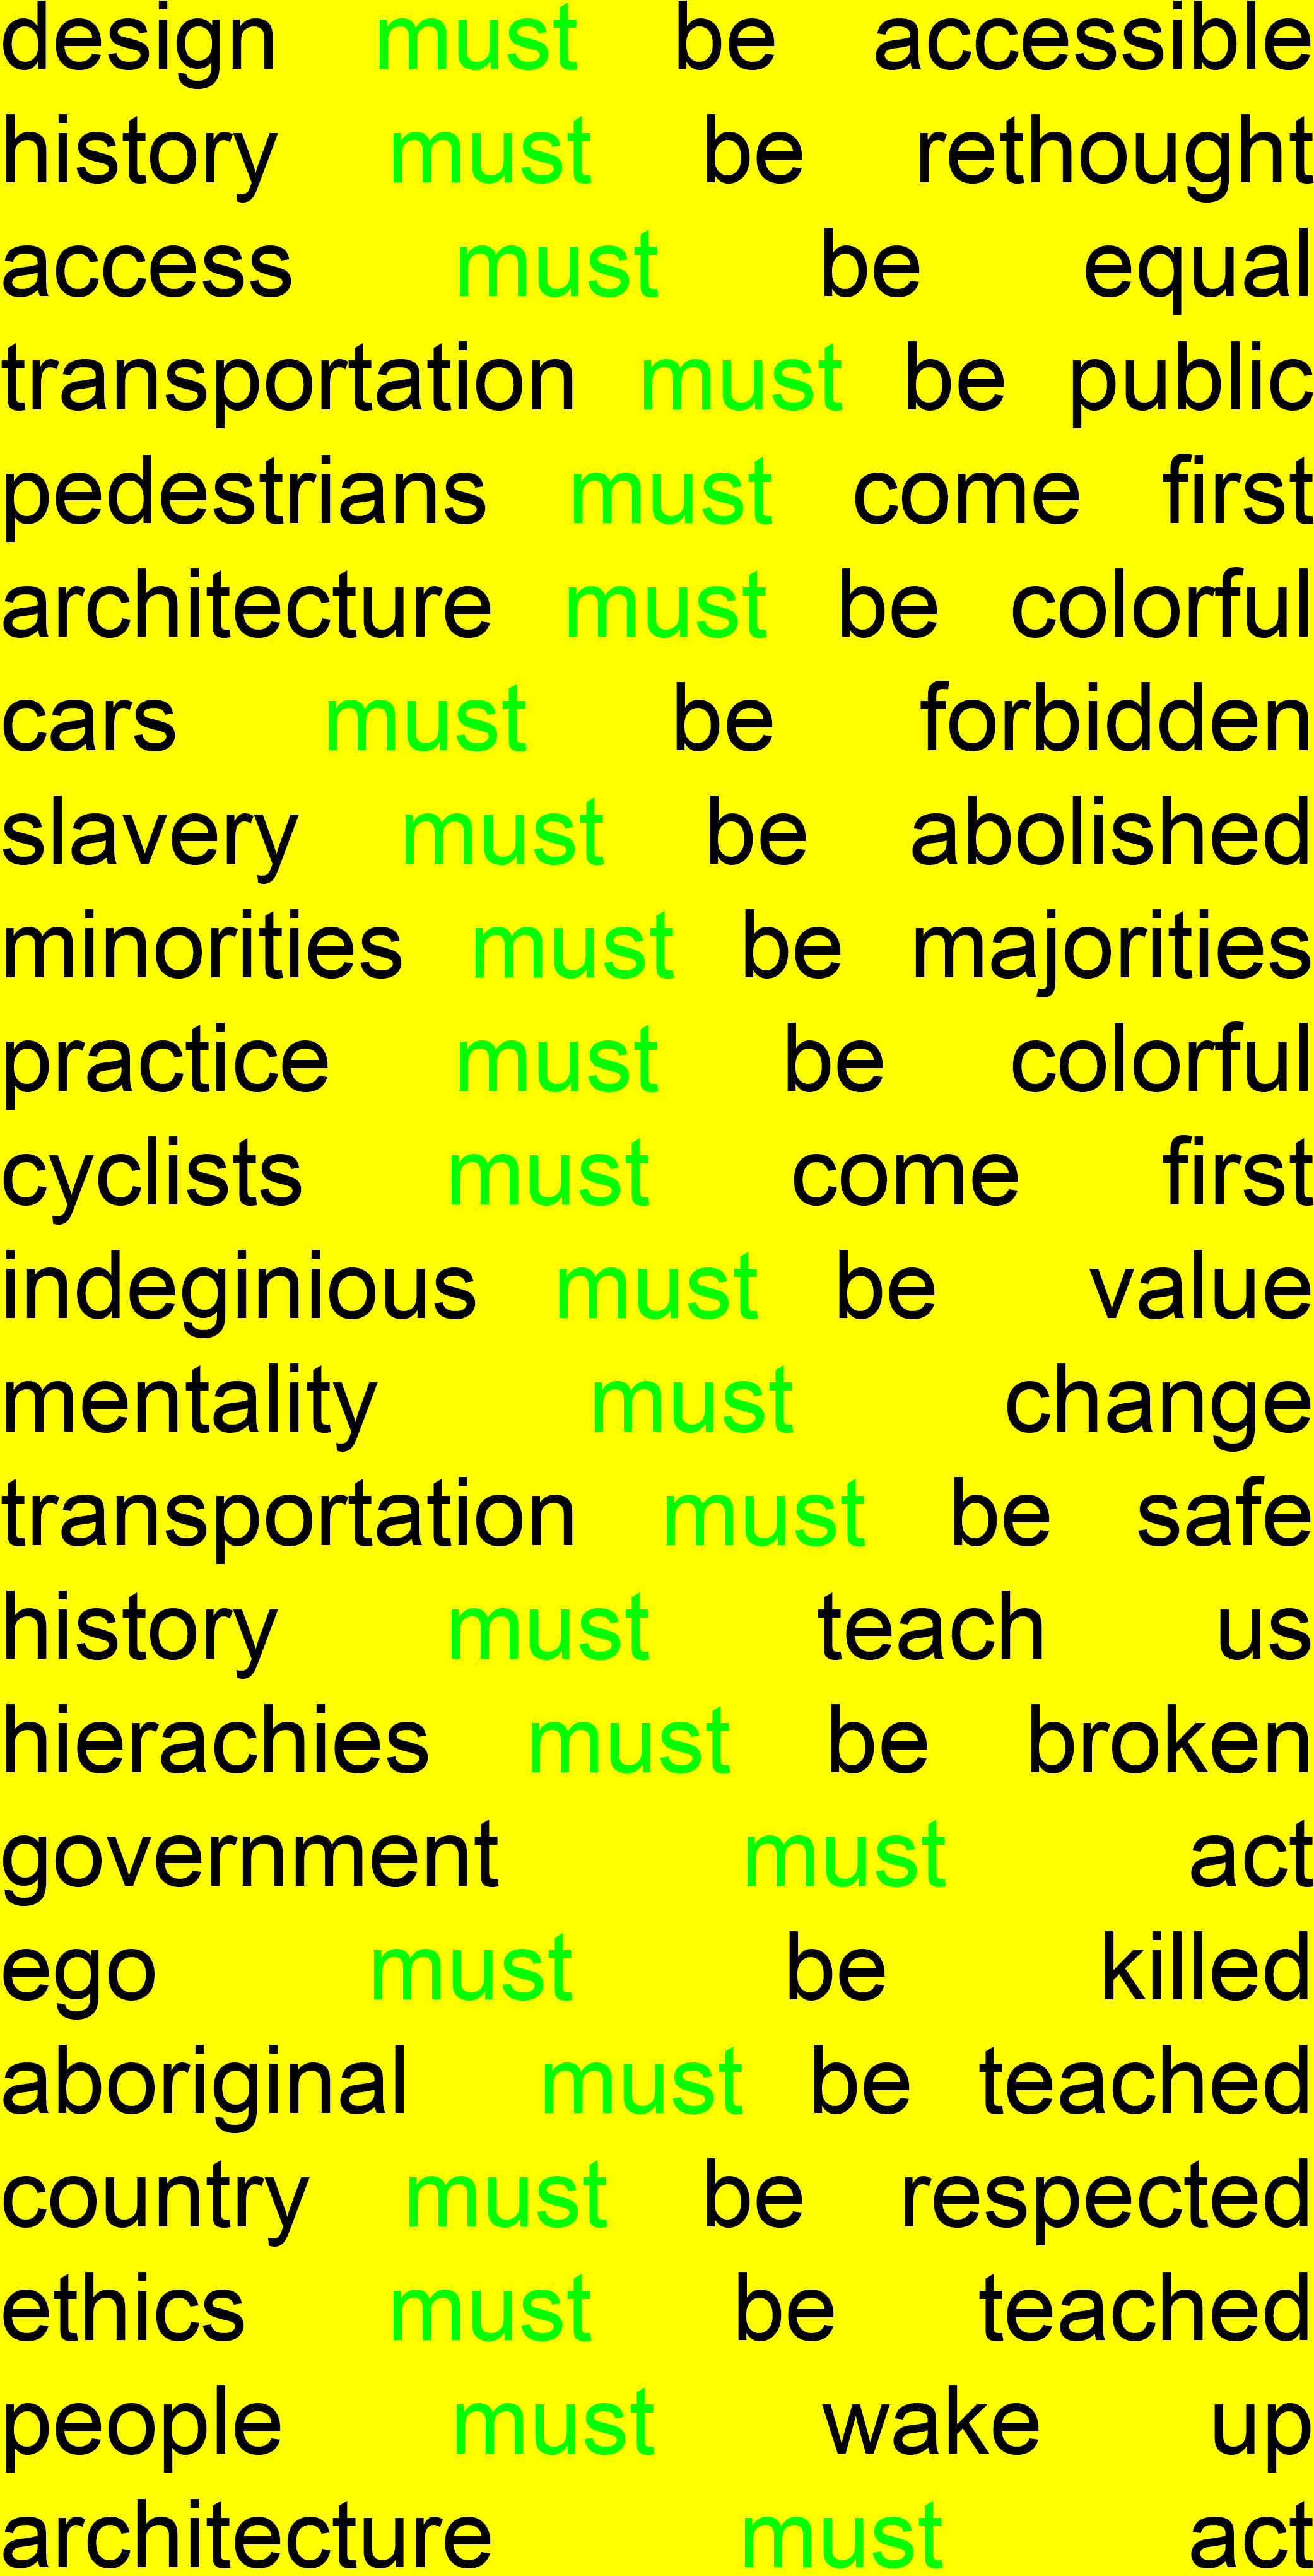 design must be accessible
history must be rethought
access must be equal
transportation must be public
pedestrians must come first
architecture must be colorful
cars must be forbidden
slavery must be abolished
minorities must be majorities
practice must be colorful
cyclists must come first
indeginious must be value
mentality must change
transportation must be safe
history must teach us
hierachies must be broken
government must act
ego must be killed
aboriginal must be teached
country must be respected
ethics must be teached
people must wake up
architecture must act